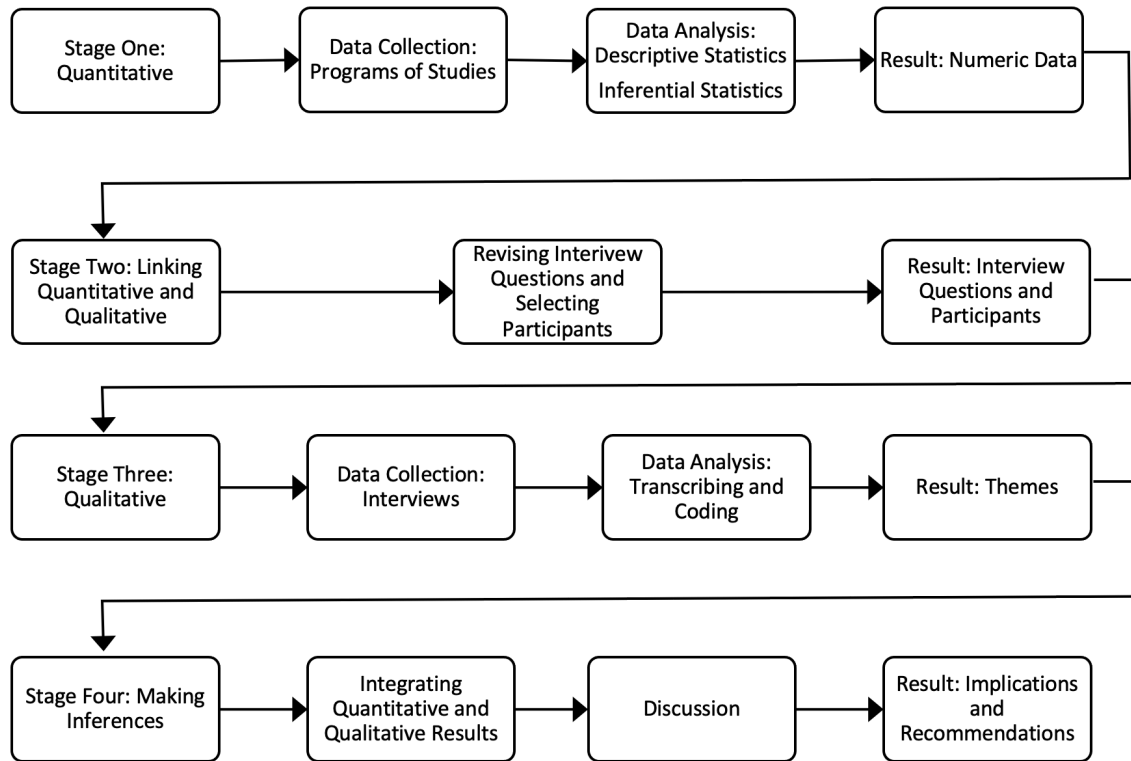 Stage One:
Quantitative
Data Collection:
Programs of Studies
Data Analysis:
Descriptive Statistics
Inferential Statistics
Result: Numeric Data
Stage Two: Linking
Quantitative and
Qualitative
Revising Interivew
Questions and
Selecting
Participants
Result: Interview
Questions and
Participants
Stage Three:
Qualitative
Data Collection:
Interviews
Data Analysis:
Transcribing and
Coding
Result: Themes
Stage Four: Making
Inferences
Integrating
Quantitative and
Qualitative Results
Discussion
Result: Implications
and
Recommendations